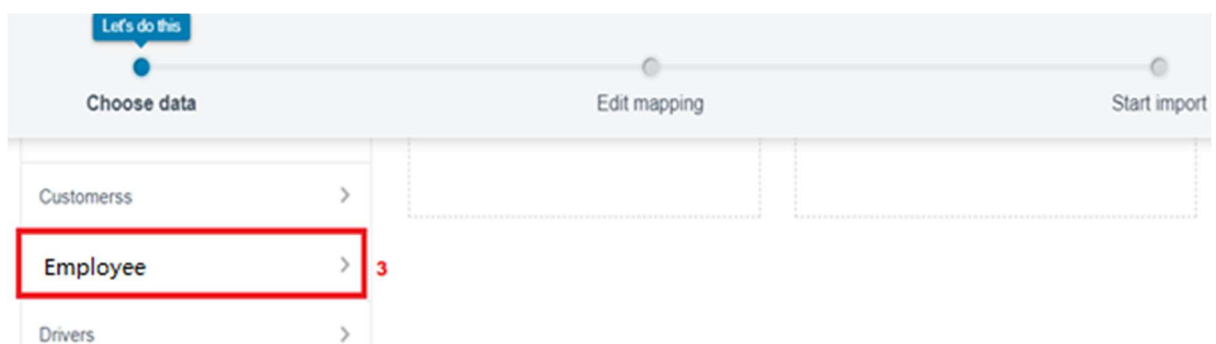 Let's do this
Choose data
Edit mapping
Start import
Customerss
Employee
3
Drivers